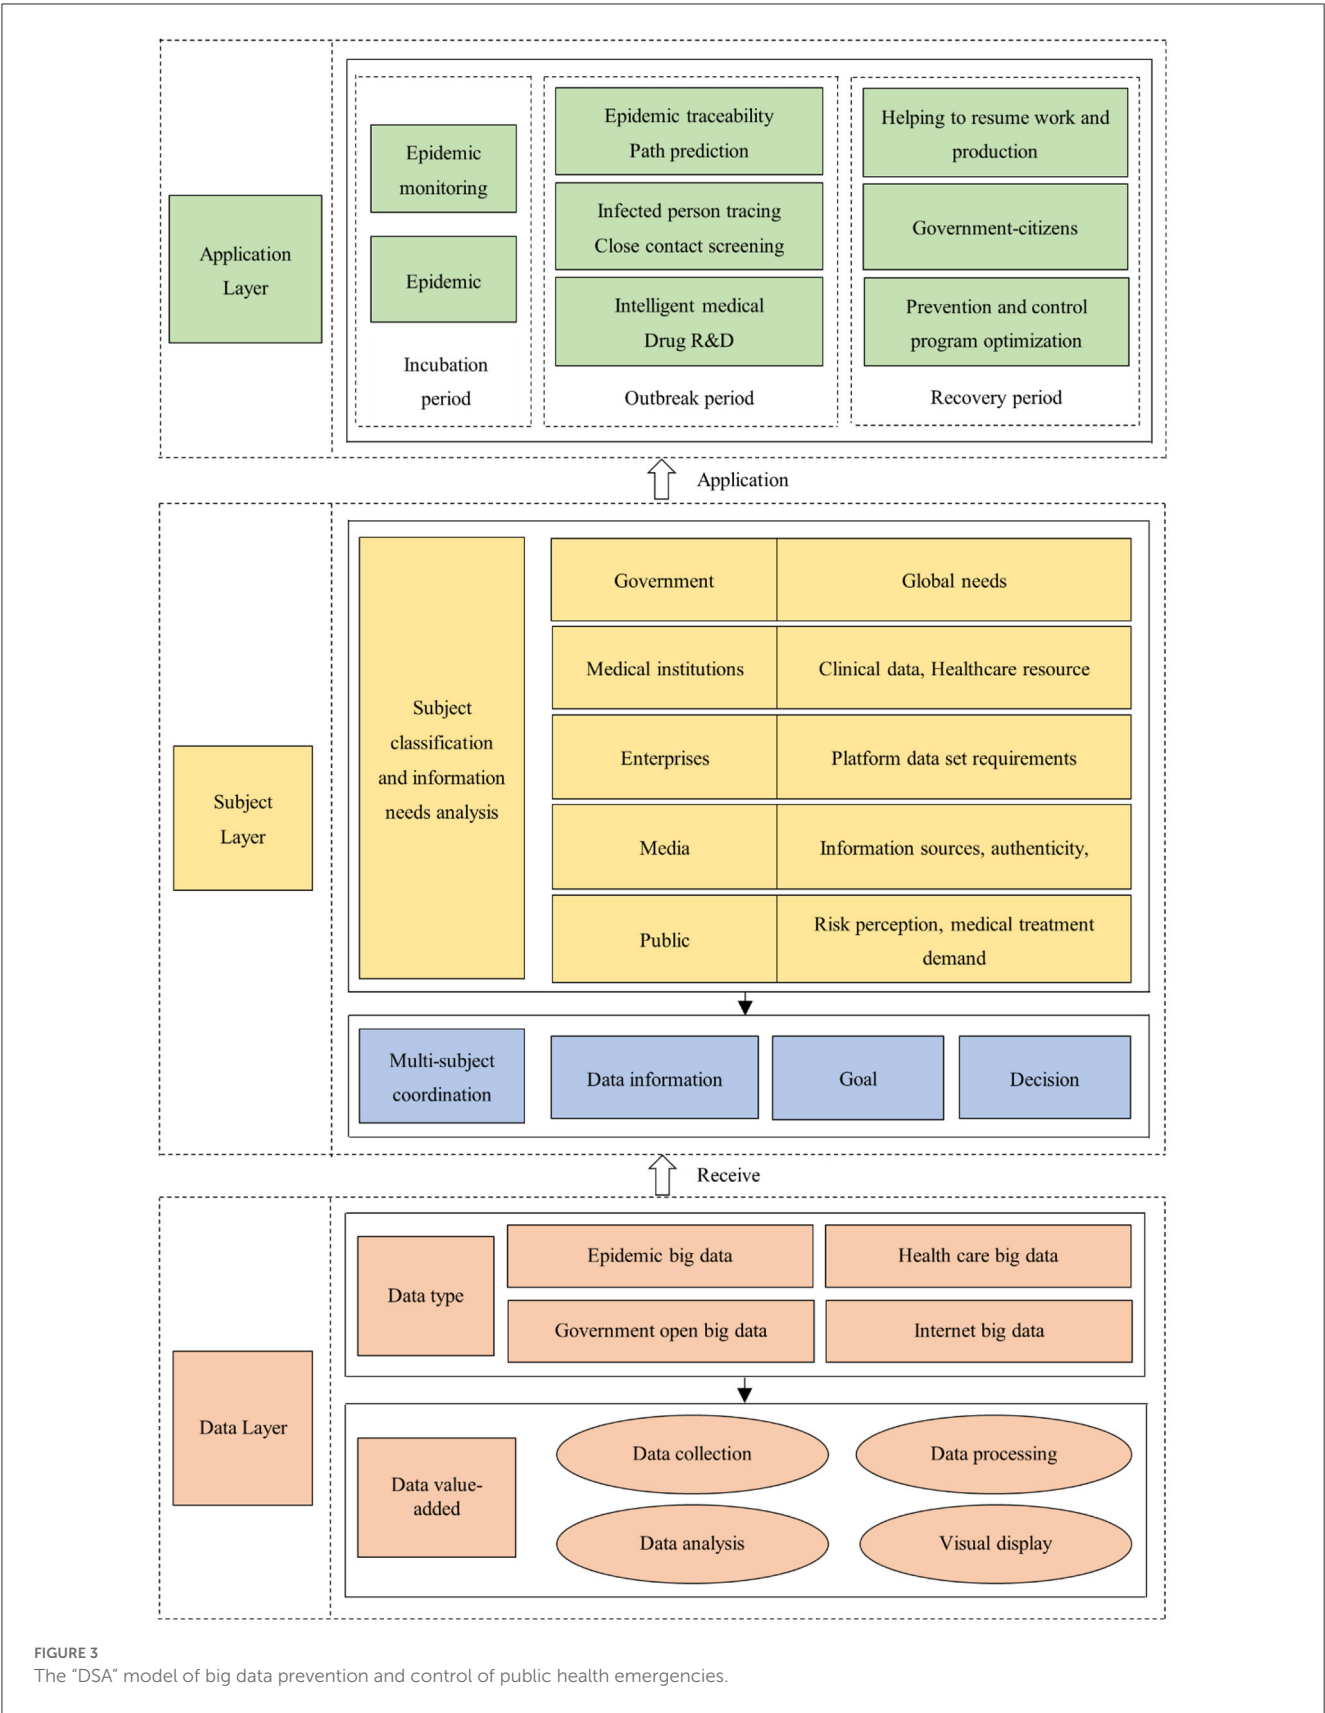 Application
Layer
Epidemic
monitoring
Epidemic
Incubation
period
Epidemic traceability
Path prediction
Infected person tracing
Close contact screening
Intelligent medical
Drug R&D
Outbreak period
Helping to resume work and
production
Government-citizens
Prevention and control
program optimization
Recovery period
Application
Subject
Layer
Subject
classification
and information
needs analysis
Government
Global needs
Medical institutions
Clinical data, Healthcare resource
Enterprises
Platform data set requirements
Media
Information sources, authenticity,
Public
Risk perception, medical treatment
demand
Multi-subject
coordination
Data information
Goal
Decision
Receive
Data Layer
Data type
Epidemic big data
Health care big data
Government open big data
Internet big data
Data value-
added
Data collection
Data processing
Data analysis
Visual display
FIGURE 3
The “DSA” model of big data prevention and control of public health emergencies.